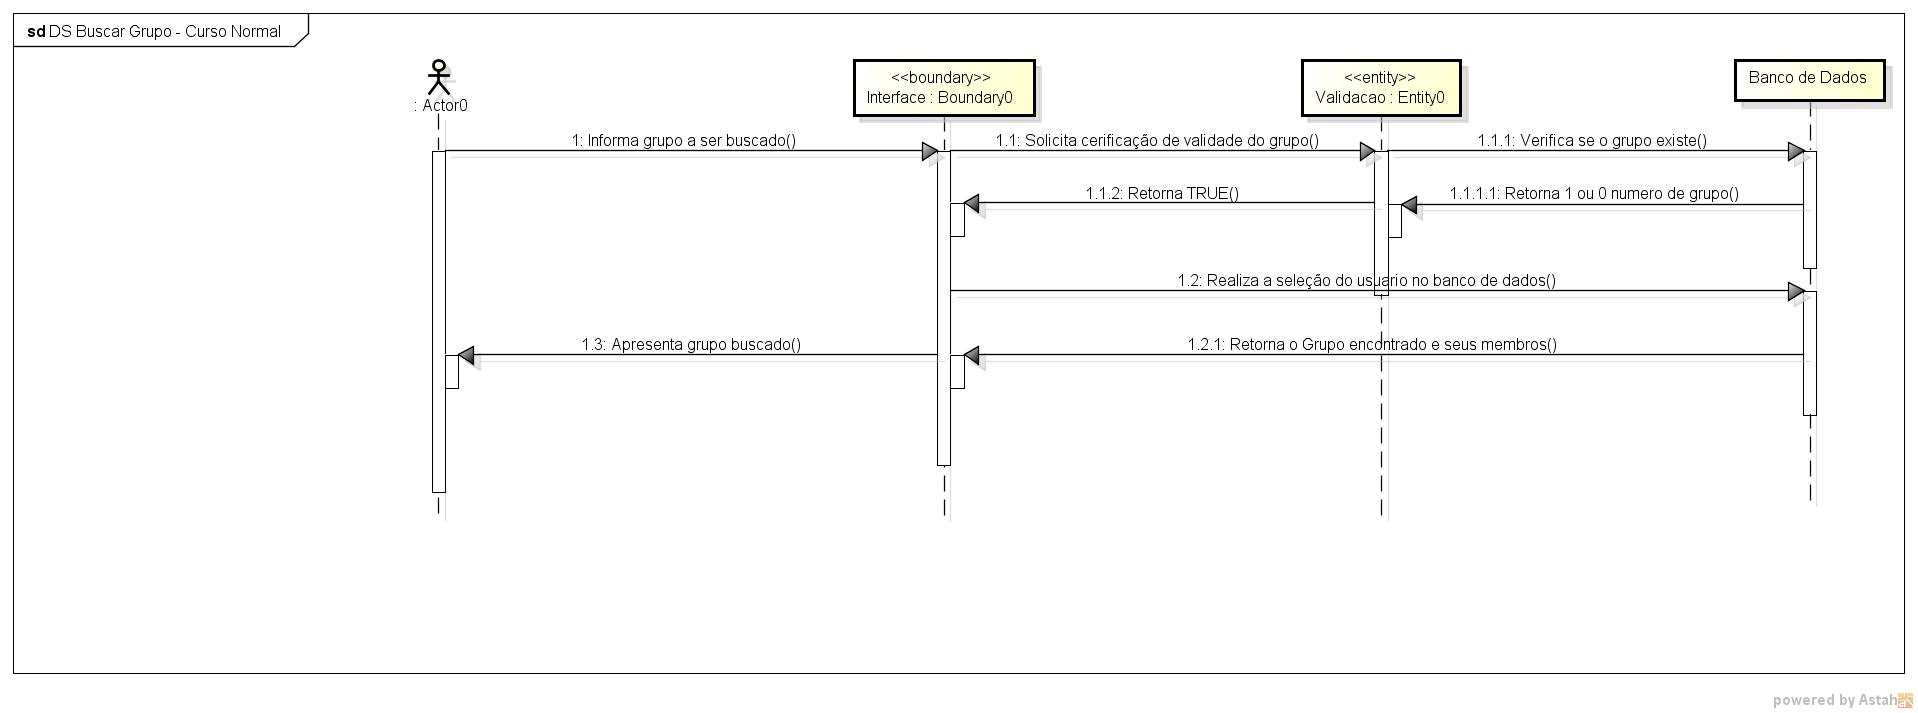 sd DS Buscar Grupo - Curso Normal
: Actor0
<<boundary>>
Interface : Boundary0
<<entity>>
Validacao : Entity0
Banco de Dados
1: Informa grupo a ser buscado()
1.1: Solicita cerificação de validade do grupo()
1.1.1: Verifica se o grupo existe()
1.1.2: Retorna TRUE()
1.1.1.1: Retorna 1 ou 0 numero de grupo()
1.2: Realiza a seleção do usuario no banco de dados()
1.3: Apresenta grupo buscado()
1.2.1: Retorna o Grupo encontrado e seus membros()
powered by Astah